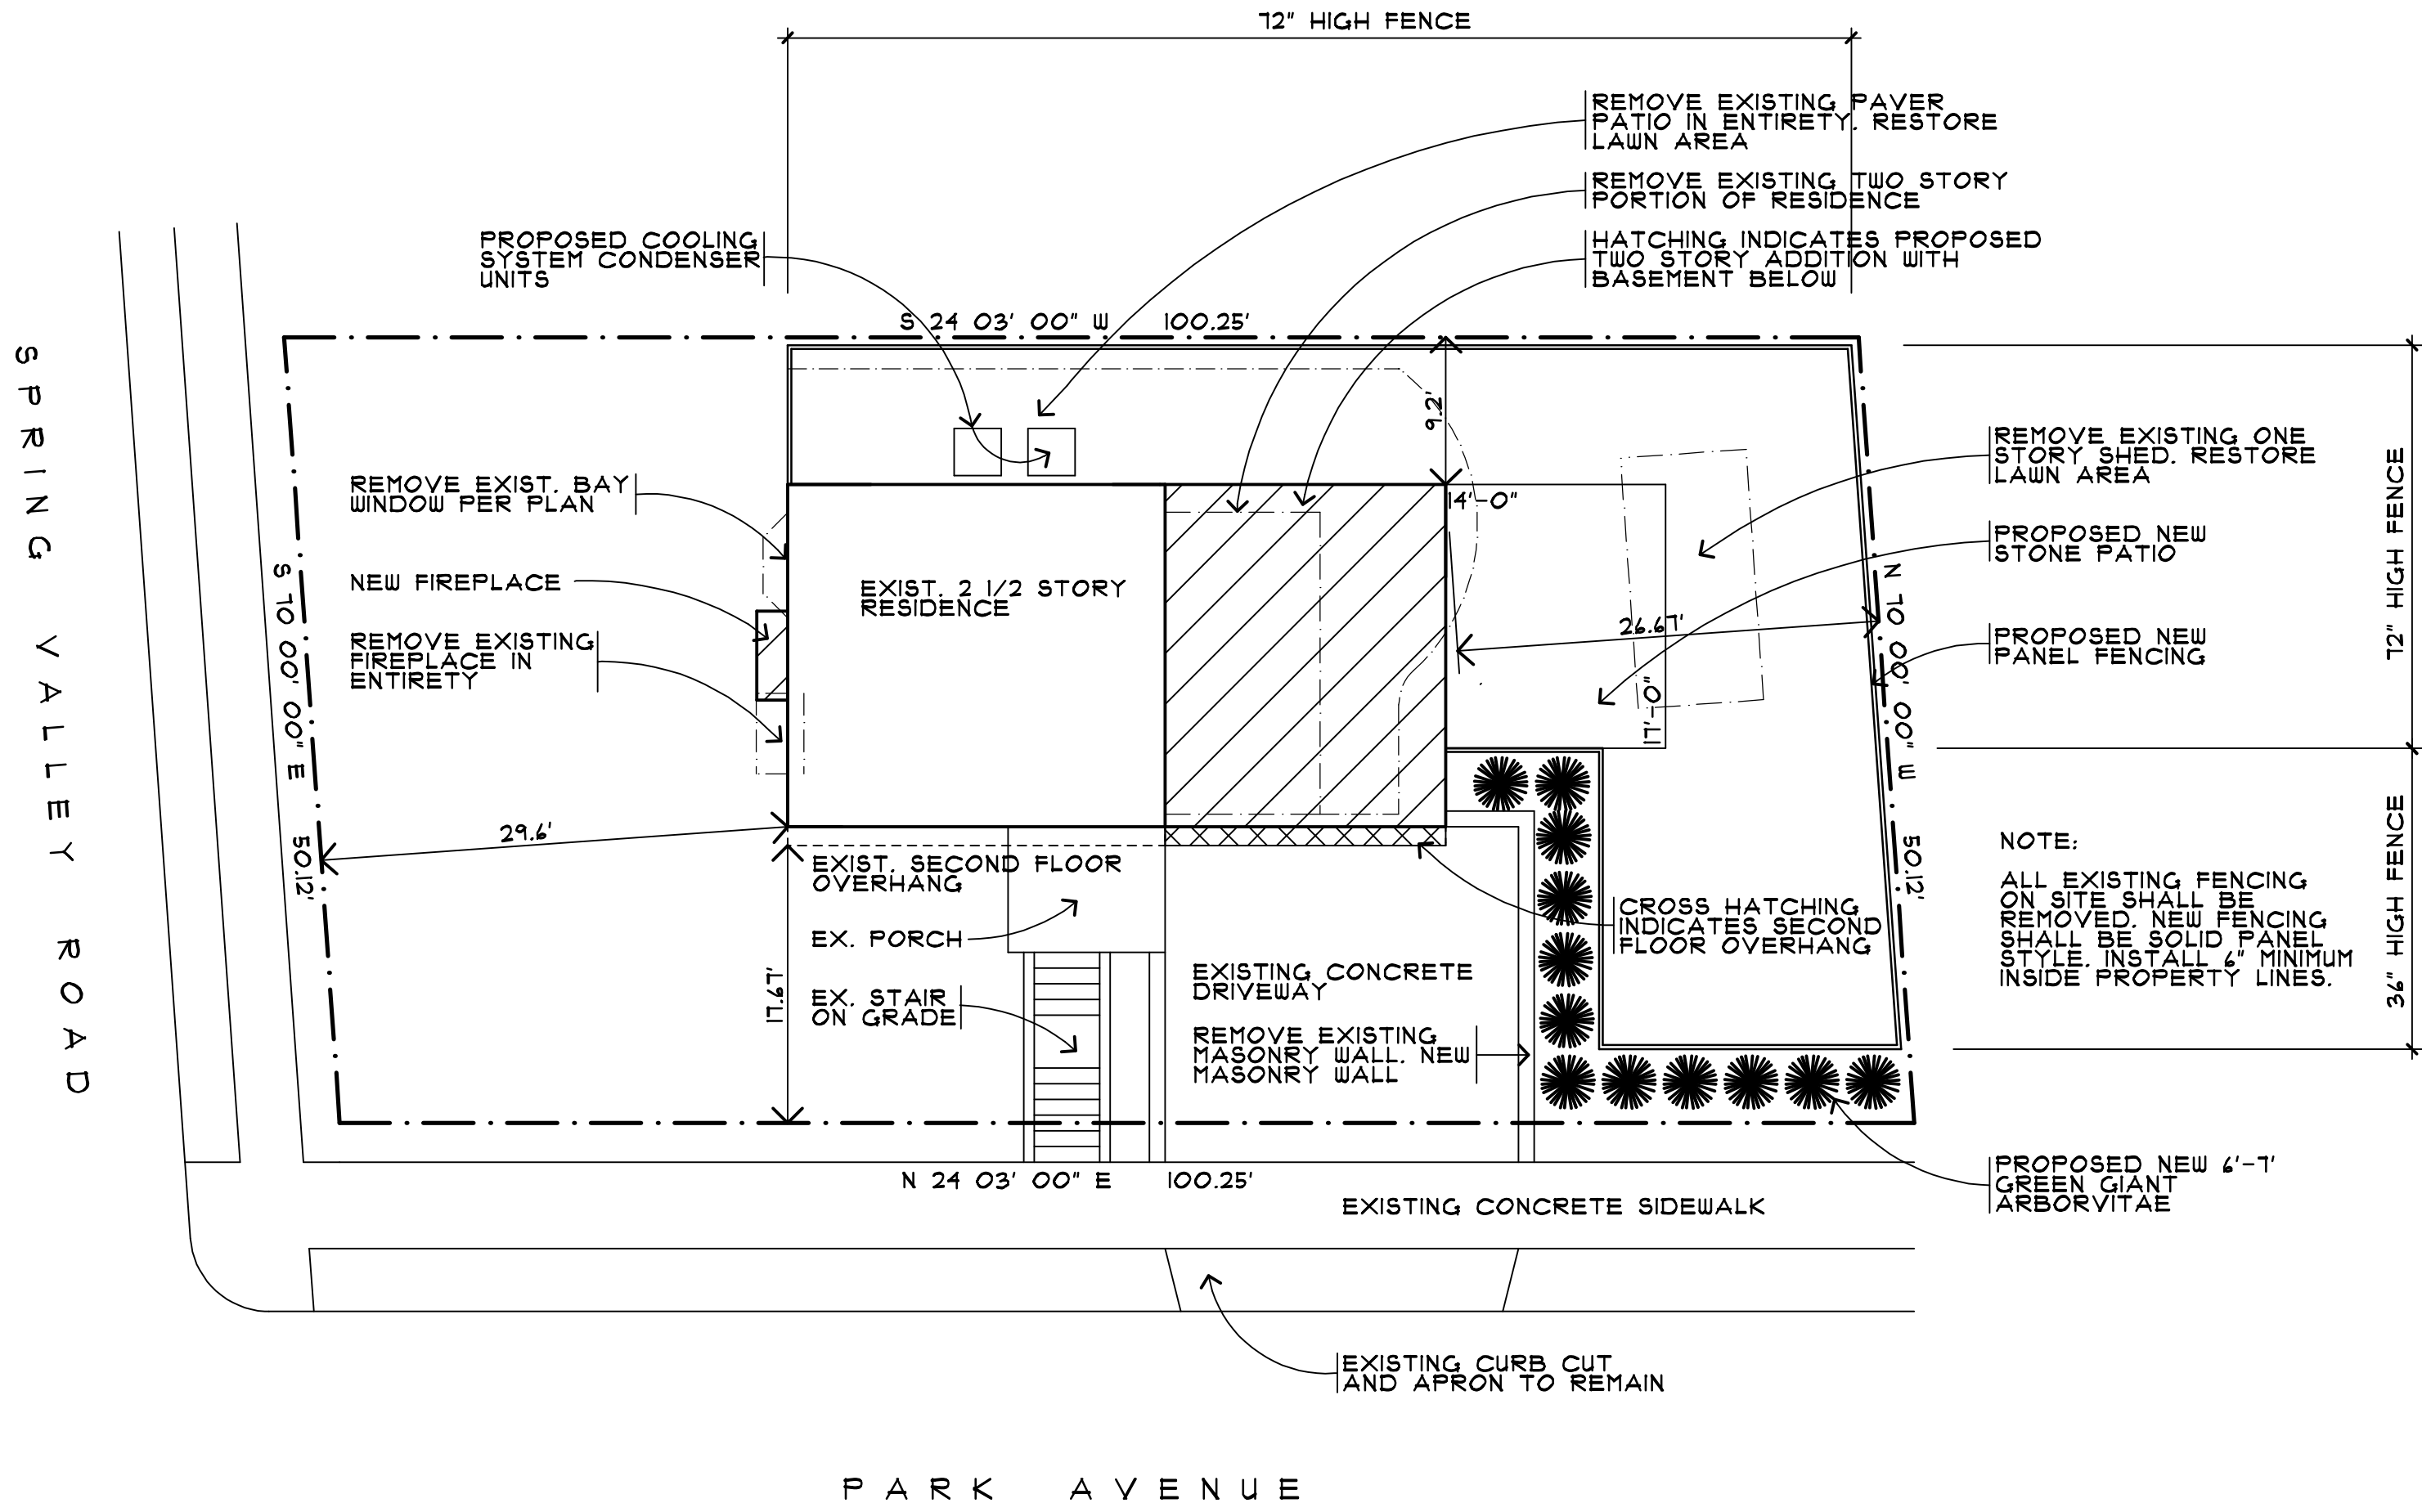 72" HIGH FENCE
REMOVE EXISTING PAVER
PATIO IN ENTIRETY. RESTORE
LAWN AREA
REMOVE EXISTING TWO STORY
PORTION OF RESIDENCE
HATCHING INDICATES PROPOSED
TWO STORY ADDITION WITH
BASEMENT BELOW
PROPOSED COOLING
SYSTEM CONDENSER
UNITS
S 24 03' 00" W 100.25'
SPRING VALLEY ROAD
S 70 00' 00" E 50.12'
REMOVE EXIST. BAY
WINDOW PER PLAN
NEW FIREPLACE
REMOVE EXISTING
FIREPLACE IN
ENTIRETY
29.6'
EXIST. 2 1/2 STORY
RESIDENCE
9.2'
14'-0"
26.67'
17'-0"
N 70 00' 00" W 50.12'
REMOVE EXISTING ONE
STORY SHED. RESTORE
LAWN AREA
PROPOSED NEW
STONE PATIO
PROPOSED NEW
PANEL FENCING
72" HIGH FENCE
36" HIGH FENCE
NOTE:
ALL EXISTING FENCING
ON SITE SHALL BE
REMOVED. NEW FENCING
SHALL BE SOLID PANEL
STYLE. INSTALL 6" MINIMUM
INSIDE PROPERTY LINES.
EXIST. SECOND FLOOR
OVERHANG
EX. PORCH
17.67'
EX. STAIR
ON GRADE
CROSS HATCHING
INDICATES SECOND
FLOOR OVERHANG
EXISTING CONCRETE
DRIVEWAY
REMOVE EXISTING
MASONRY WALL. NEW
MASONRY WALL
N 24 03' 00" E 100.25'
EXISTING CONCRETE SIDEWALK
PROPOSED NEW 6'-7'
GREEN GIANT
ARBORVITAE
EXISTING CURB CUT
AND APRON TO REMAIN
PARK AVENUE